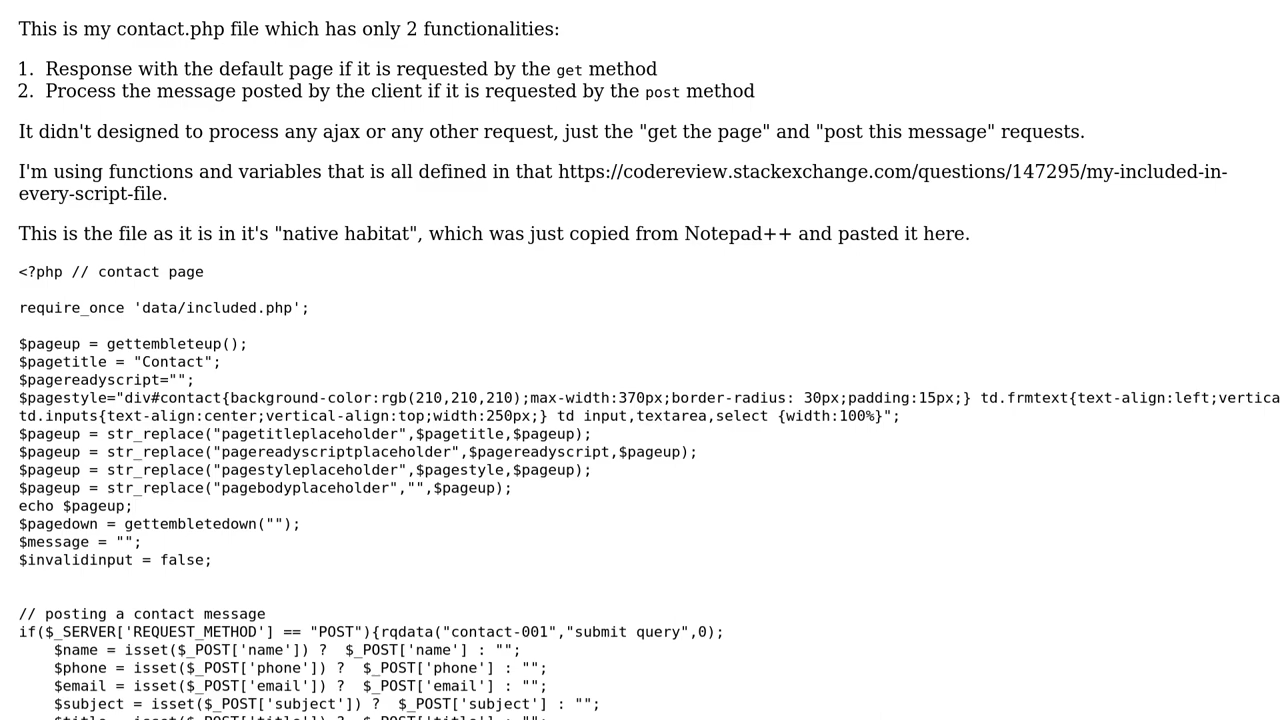 This is my contact.php file which has only 2 functionalities:
1. Response with the default page if it is requested by the get method
2. Process the message posted by the client if it is requested by the post method
It didn't designed to process any ajax or any other request, just the "get the page" and "post this message" requests.
I'm using functions and variables that is all defined in that https://codereview.stackexchange.com/questions/147295/my-included-in-
every-script-file.
This is the file as it is in it's "native habitat", which was just copied from Notepad++ and pasted it here.
<?php // contact page
require_once 'data/included.php';
$pageup = gettembleteup();
$pagetitle = "Contact";
$pagereadyscript="";
$pagestyle="div#contact{background-color:rgb(210,210,210);max-width:370px;border-radius: 30px;padding:15px;} td.frmtext{text-align:left;vertica
td.inputs{text-align:center;vertical-align:top;width:250px;} td input,textarea,select {width:100%}";
$pageup = str_replace("pagetitleplaceholder",$pagetitle,$pageup);
$pageup = str_replace("pagereadyscriptplaceholder",$pagereadyscript,$pageup);
$pageup = str_replace("pagestyleplaceholder",$pagestyle,$pageup);
$pageup = str_replace("pagebodyplaceholder","",$pageup);
echo $pageup;
$pagedown = gettembletedown("");
$message = "";
$invalidinput = false;
// posting a contact message
if($_SERVER['REQUEST_METHOD'] == "POST"){rqdata("contact-001","submit query",0);
    $name = isset($_POST['name']) ?  $_POST['name'] : "";
    $phone = isset($_POST['phone']) ?  $_POST['phone'] : "";
    $email = isset($_POST['email']) ?  $_POST['email'] : "";
    $subject = isset($_POST['subject']) ?  $_POST['subject'] : "";
    $title = isset($_POST['title']) ?  $_POST['title'] : "";